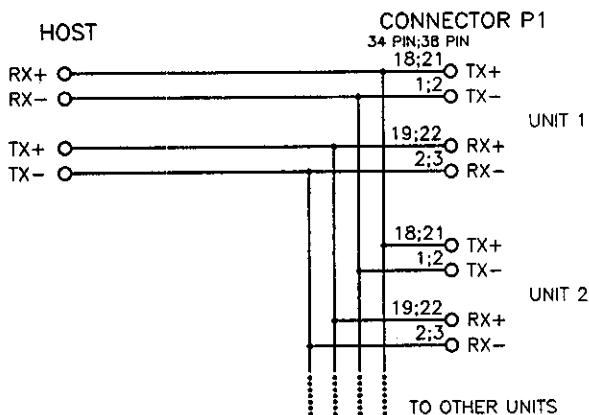 HOST
CONNECTOR P1
34 PIN;38 PIN
RX+ 18;21 TX+
RX- 1;2 TX-
UNIT 1
TX+ 19;22 RX+
TX- 2;3 RX-
18;21 TX+
1;2 TX-
UNIT 2
19;22 RX+
2;3 RX-
TO OTHER UNITS